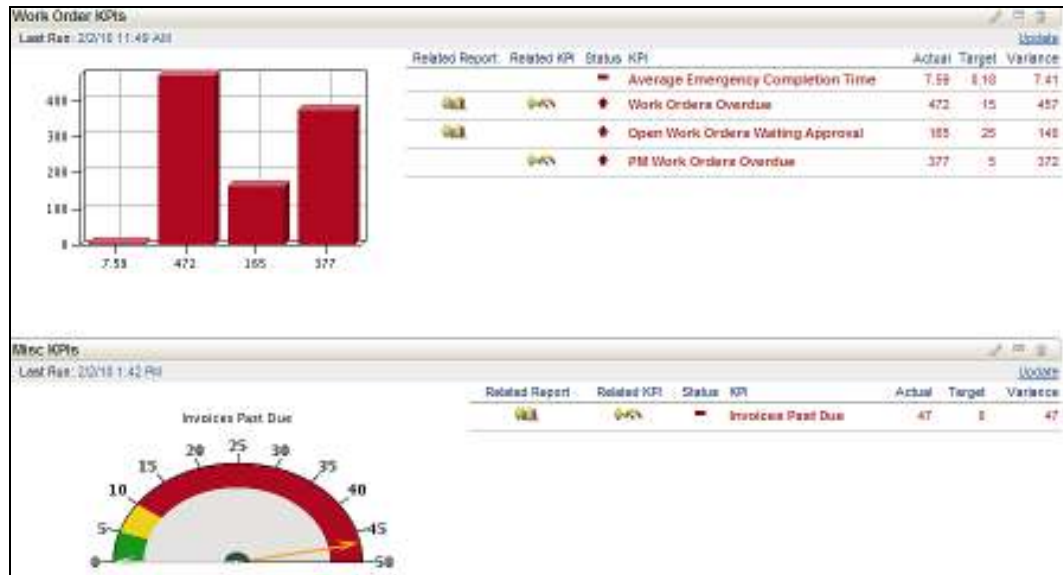 Work Order KPIs
Last Run: 2/2/10 11:49 AM
Update
Related Report Related KPI Status KPI Actual Target Variance
Average Emergency Completion Time 7.59 0.18 7.41
Work Orders Overdue 472 15 457
Open Work Orders Waiting Approval 165 25 140
PM Work Orders Overdue 377 5 372
400
300
200
100
0
7.59 472 165 377
Misc KPIs
Last Run: 2/2/10 1:42 PM
Update
Related Report Related KPI Status KPI Actual Target Variance
Invoices Past Due 47 0 47
Invoices Past Due
0 5 10 15 20 25 30 35 40 45 50